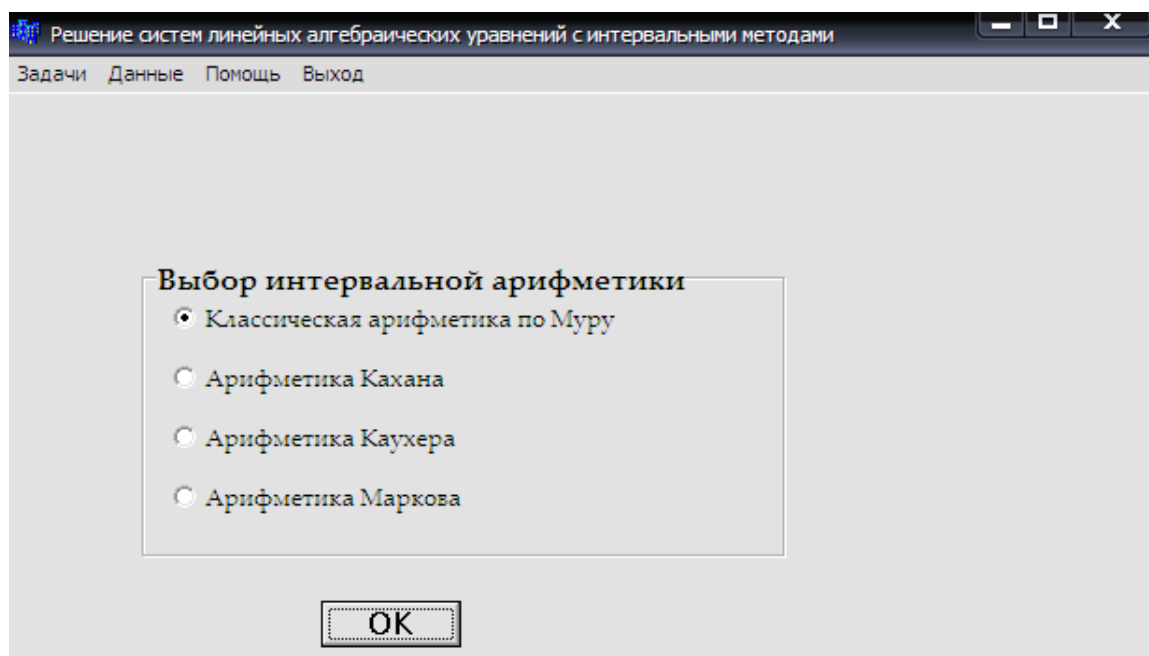 Решение систем линейных алгебраических уравнений с интервальными методами
Задачи Данные Помощь Выход
Выбор интервальной арифметики
Классическая арифметика по Муру
Арифметика Кахана
Арифметика Каухера
Арифметика Маркова
OK